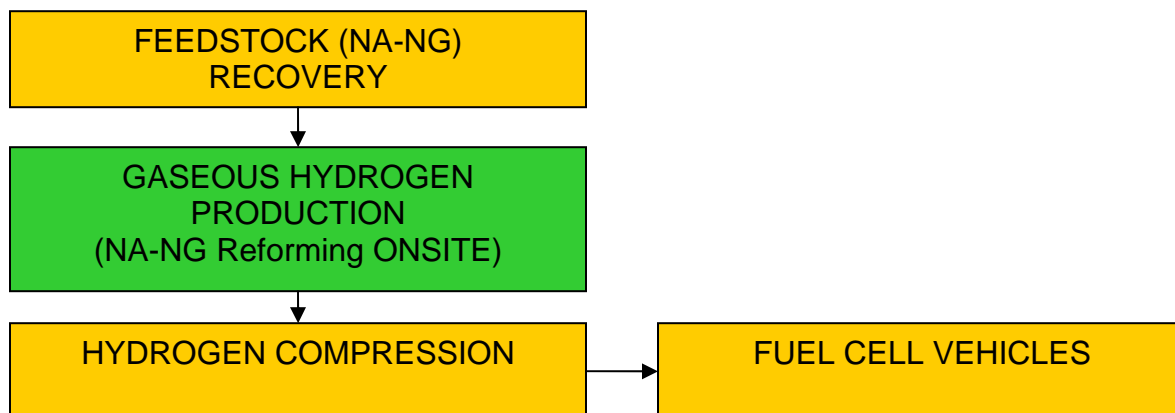 FEEDSTOCK (NA-NG)
RECOVERY
GASEOUS HYDROGEN
PRODUCTION
(NA-NG Reforming ONSITE)
HYDROGEN COMPRESSION
FUEL CELL VEHICLES